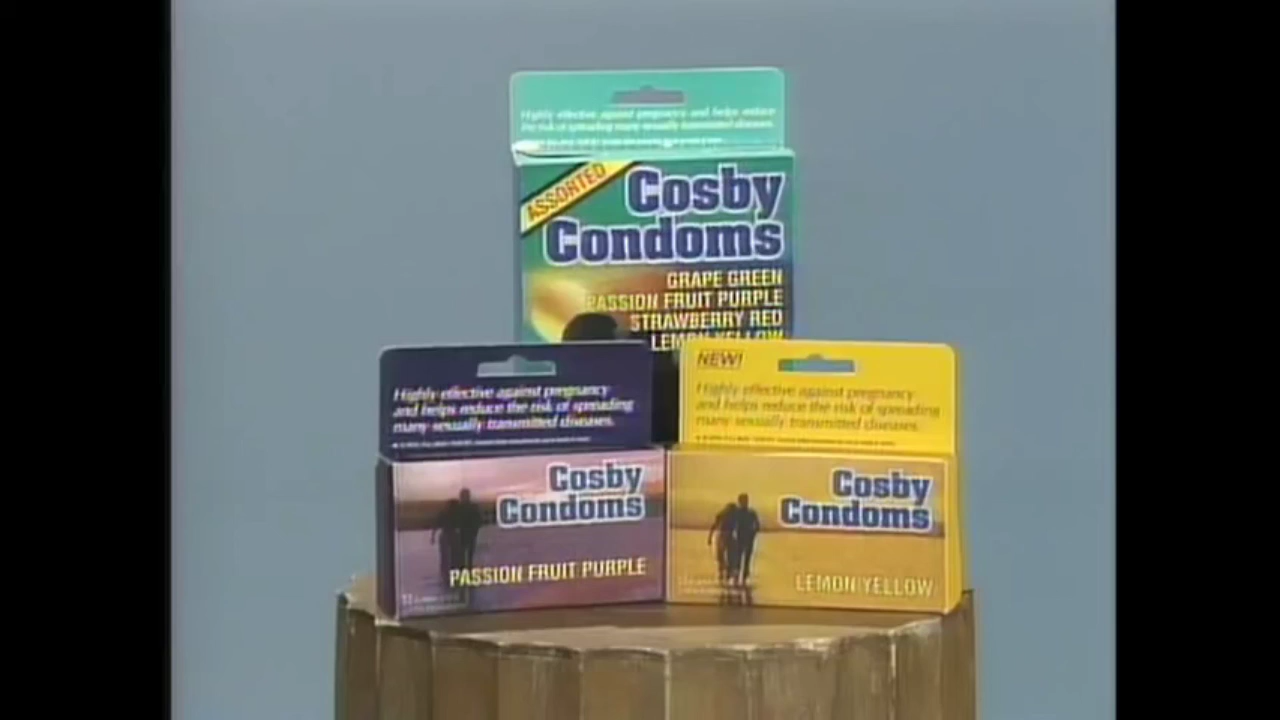 Highly effective against pregnancy and helps reduce
the risk of spreading many sexually transmitted diseases.
ASSORTED
Cosby
Condoms
GRAPE GREEN
PASSION FRUIT PURPLE
STRAWBERRY RED
LEMON YELLOW
Highly effective against pregnancy
and helps reduce the risk of spreading
many sexually transmitted diseases.
Cosby
Condoms
PASSION FRUIT PURPLE
NEW!
Highly effective against pregnancy
and helps reduce the risk of spreading
many sexually transmitted diseases.
Cosby
Condoms
LEMON YELLOW